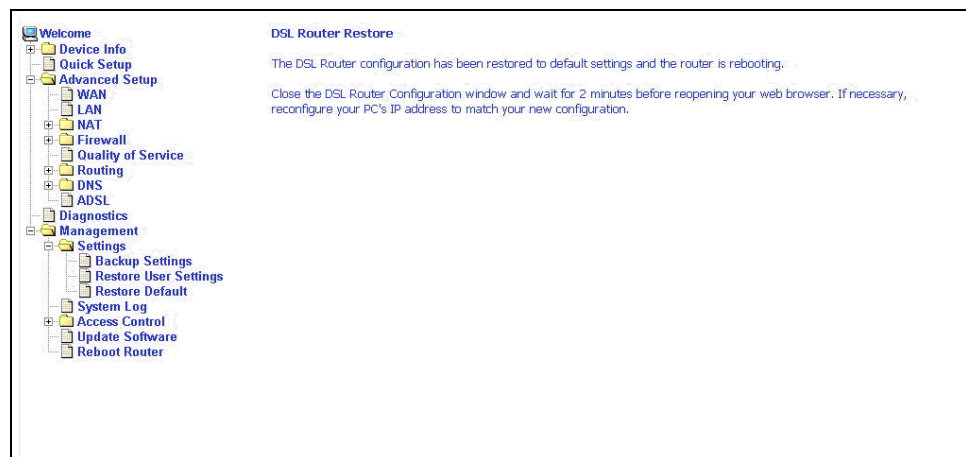 Welcome
Device Info
Quick Setup
Advanced Setup
WAN
LAN
NAT
Firewall
Quality of Service
Routing
DNS
ADSL
Diagnostics
Management
Settings
Backup Settings
Restore User Settings
Restore Default
System Log
Access Control
Update Software
Reboot Router
DSL Router Restore
The DSL Router configuration has been restored to default settings and the router is rebooting.
Close the DSL Router Configuration window and wait for 2 minutes before reopening your web browser. If necessary,
reconfigure your PC's IP address to match your new configuration.